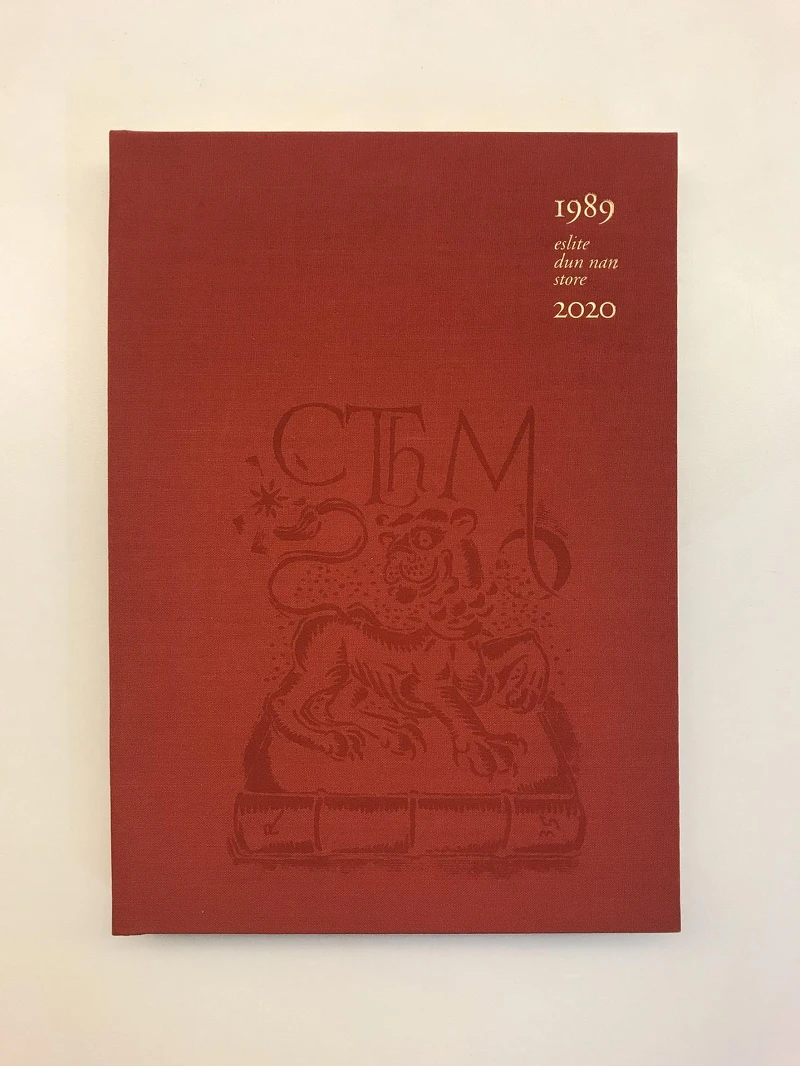 1989
eslite
dun nan
store
2020
CThM
R